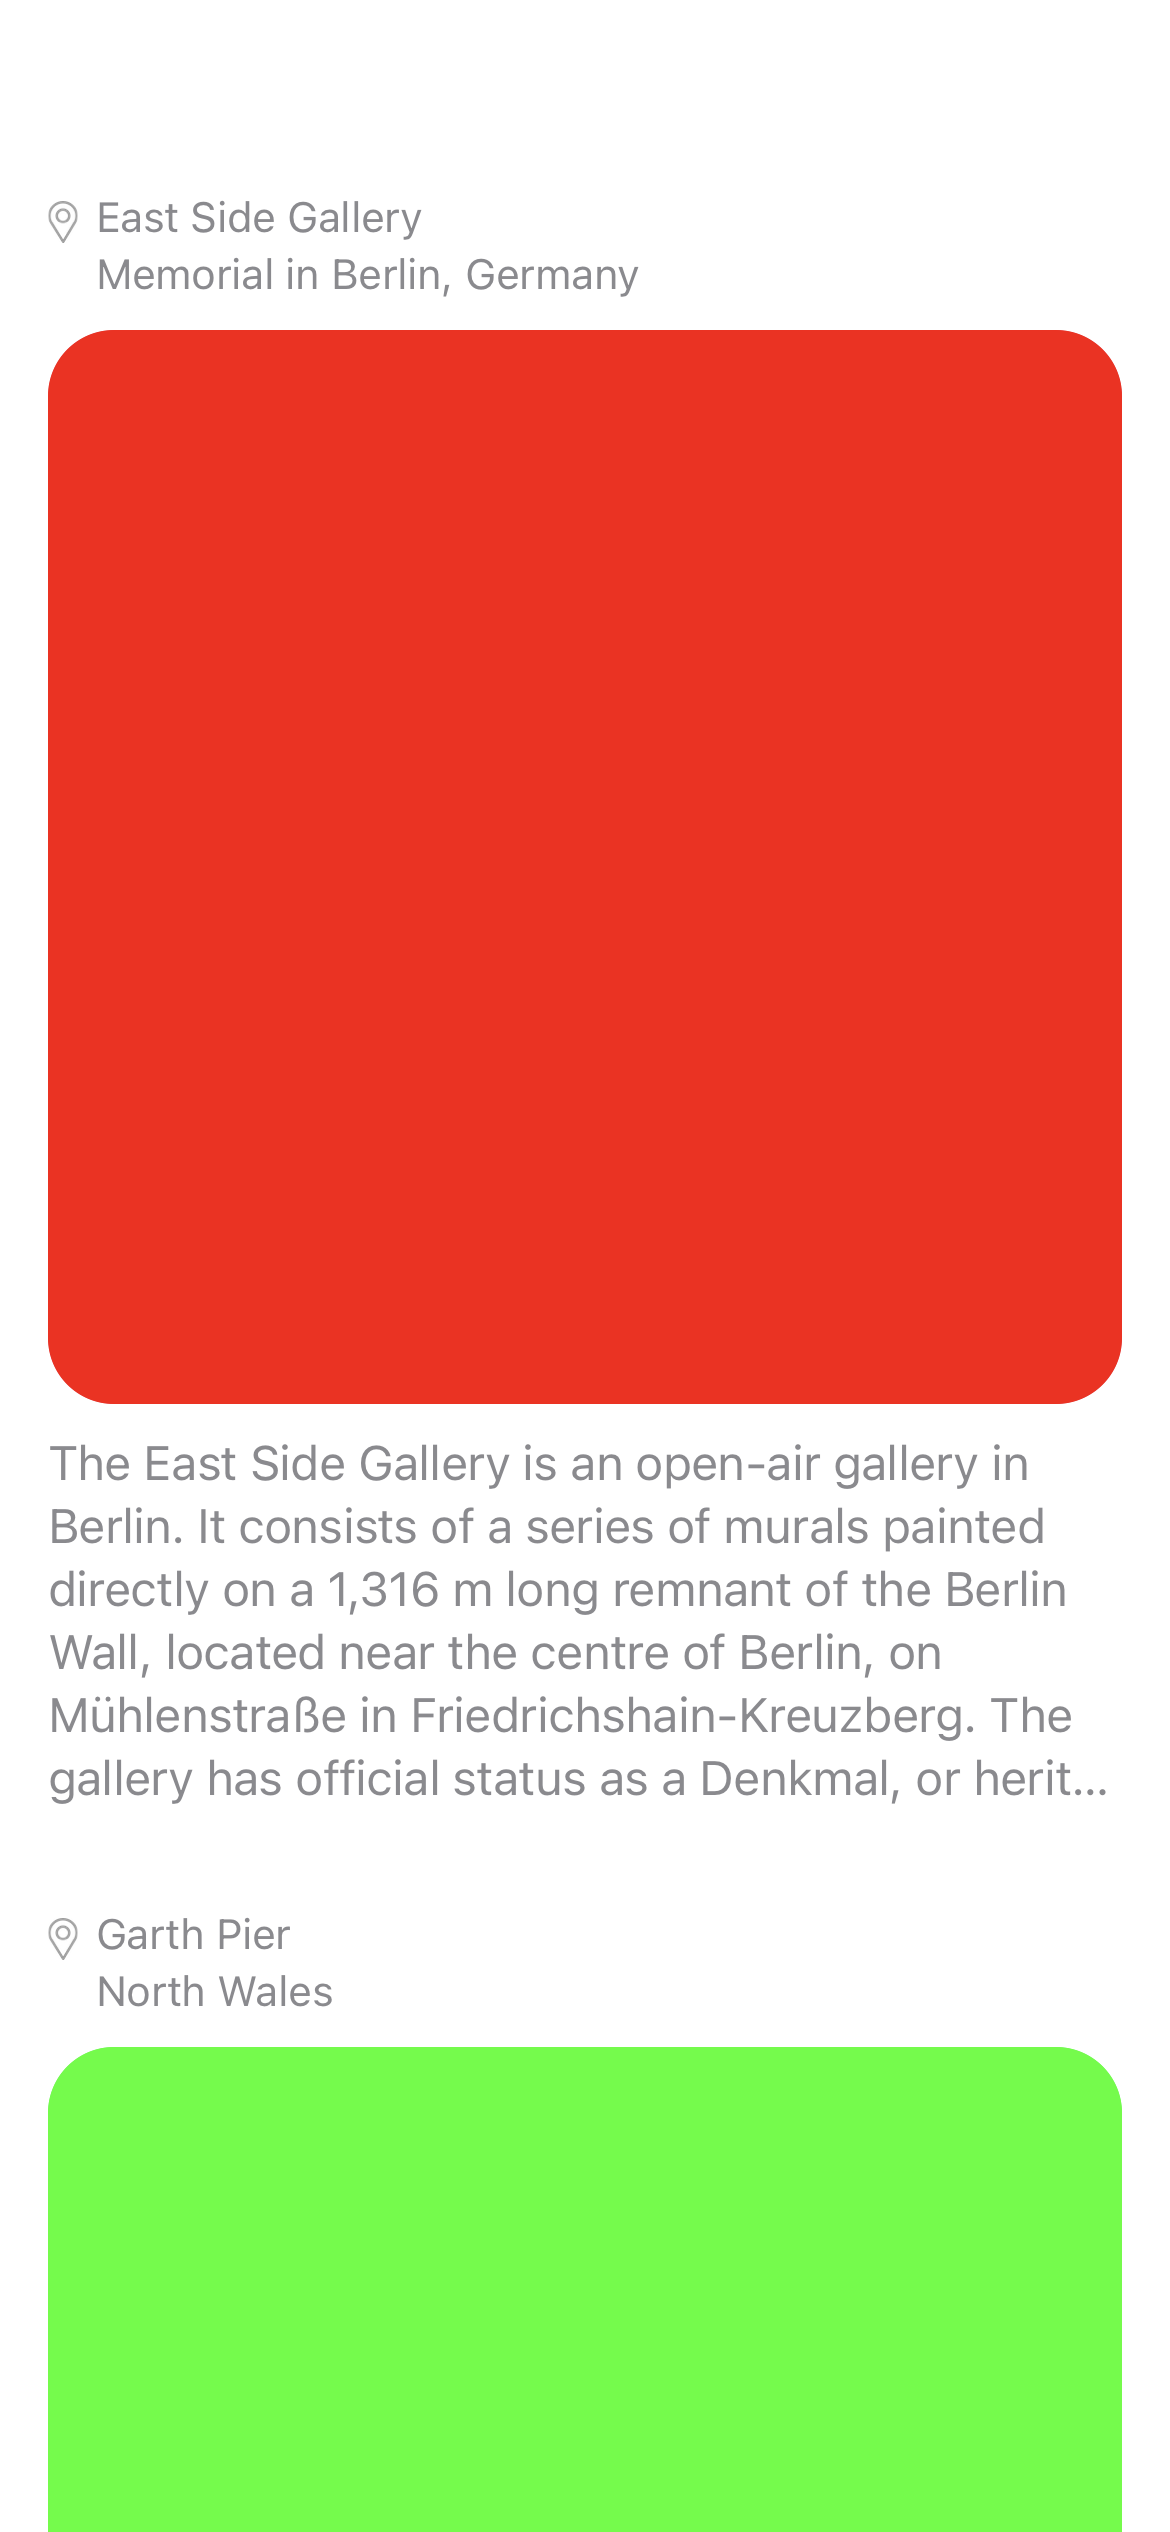 East Side Gallery
Memorial in Berlin, Germany
The East Side Gallery is an open-air gallery in
Berlin. It consists of a series of murals painted
directly on a 1,316 m long remnant of the Berlin
Wall, located near the centre of Berlin, on
Mühlenstraße in Friedrichshain-Kreuzberg. The
gallery has official status as a Denkmal, or herit...
Garth Pier
North Wales